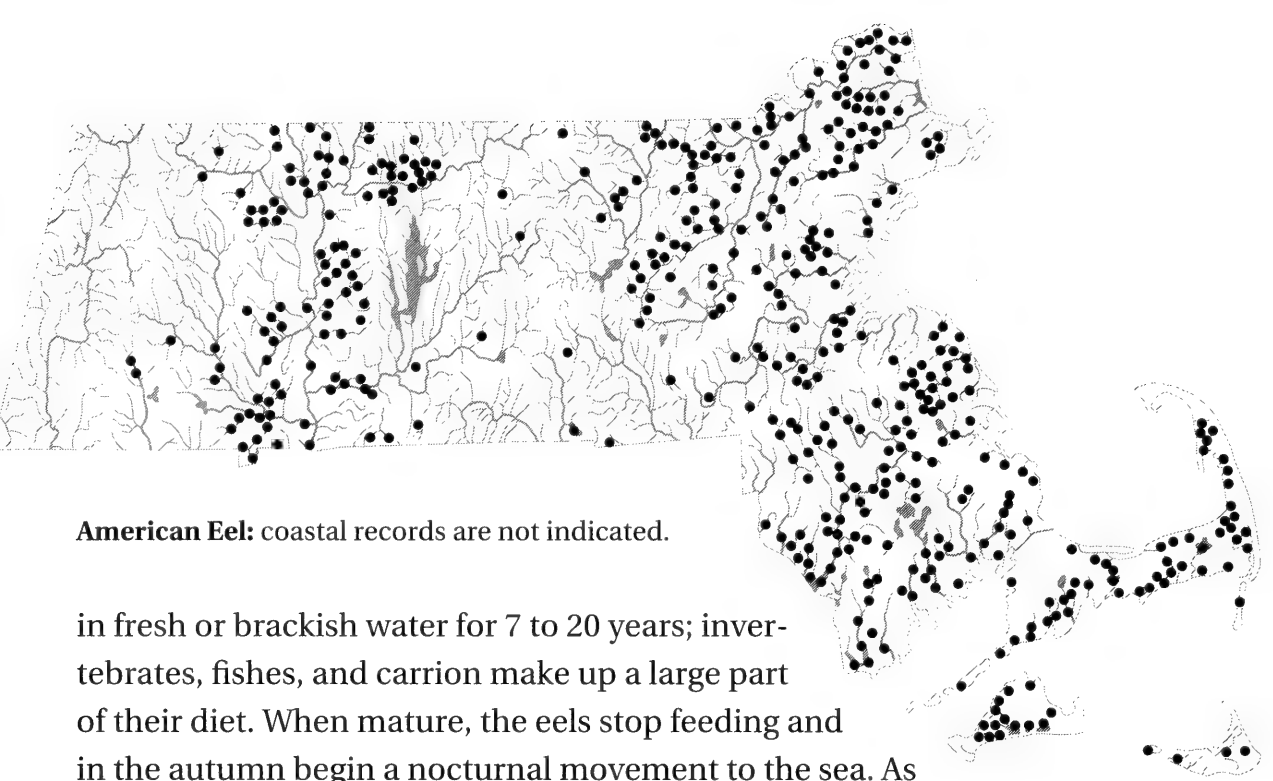 American Eel: coastal records are not indicated.
in fresh or brackish water for 7 to 20 years; inver-
tebrates, fishes, and carrion make up a large part
of their diet. When mature, the eels stop feeding and
in the autumn begin a nocturnal movement to the sea. As